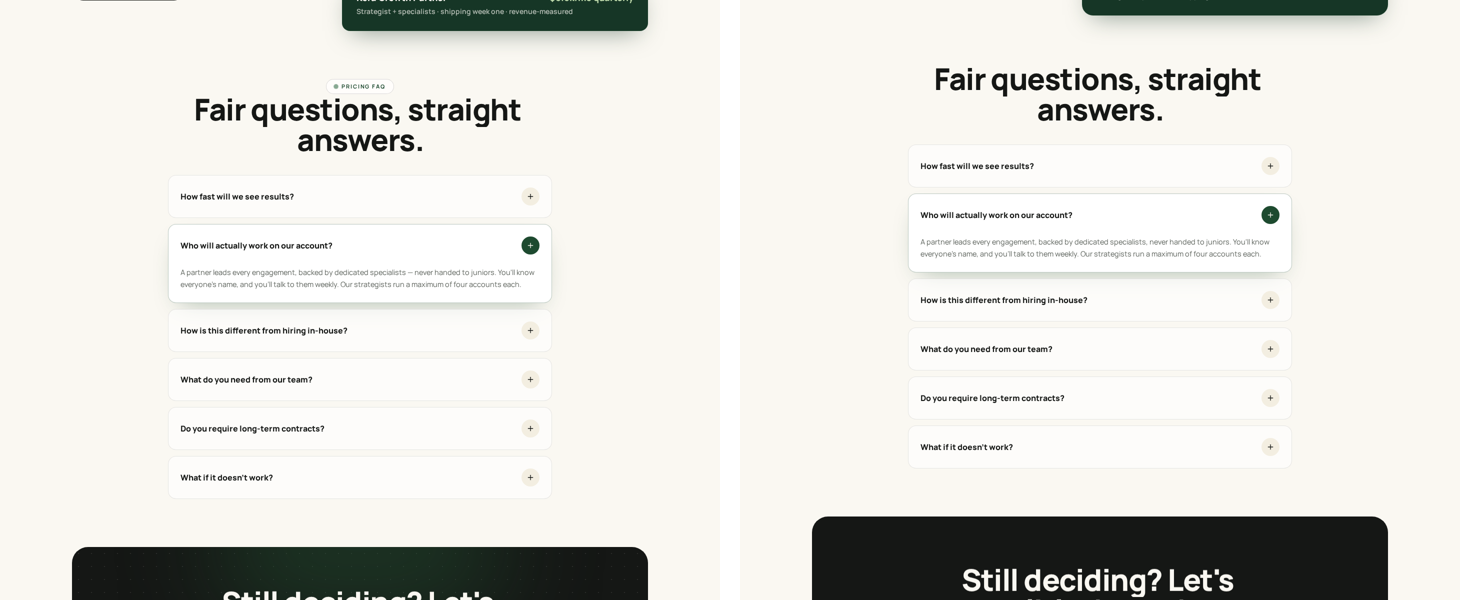 Strategist + specialists · shipping week one · revenue-measured
PRICING FAQ
Fair questions, straight
answers.
How fast will we see results?
+
Who will actually work on our account?
+
A partner leads every engagement, backed by dedicated specialists — never handed to juniors. You'll know
everyone's name, and you'll talk to them weekly. Our strategists run a maximum of four accounts each.
How is this different from hiring in-house?
+
What do you need from our team?
+
Do you require long-term contracts?
+
What if it doesn't work?
+
Still deciding? Let's
Fair questions, straight
answers.
How fast will we see results?
+
Who will actually work on our account?
+
A partner leads every engagement, backed by dedicated specialists, never handed to juniors. You'll know
everyone's name, and you'll talk to them weekly. Our strategists run a maximum of four accounts each.
How is this different from hiring in-house?
+
What do you need from our team?
+
Do you require long-term contracts?
+
What if it doesn't work?
+
Still deciding? Let's